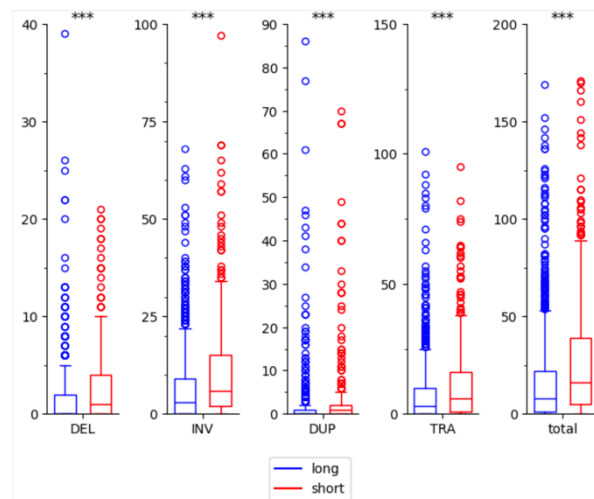 *** *** *** *** ***
40 100 90 150 200
80
75 70 150
30 100
60
20 50 50 100
40
50
10 25 30 50
20
10
0 0 0 0 0
DEL INV DUP TRA total
long
short